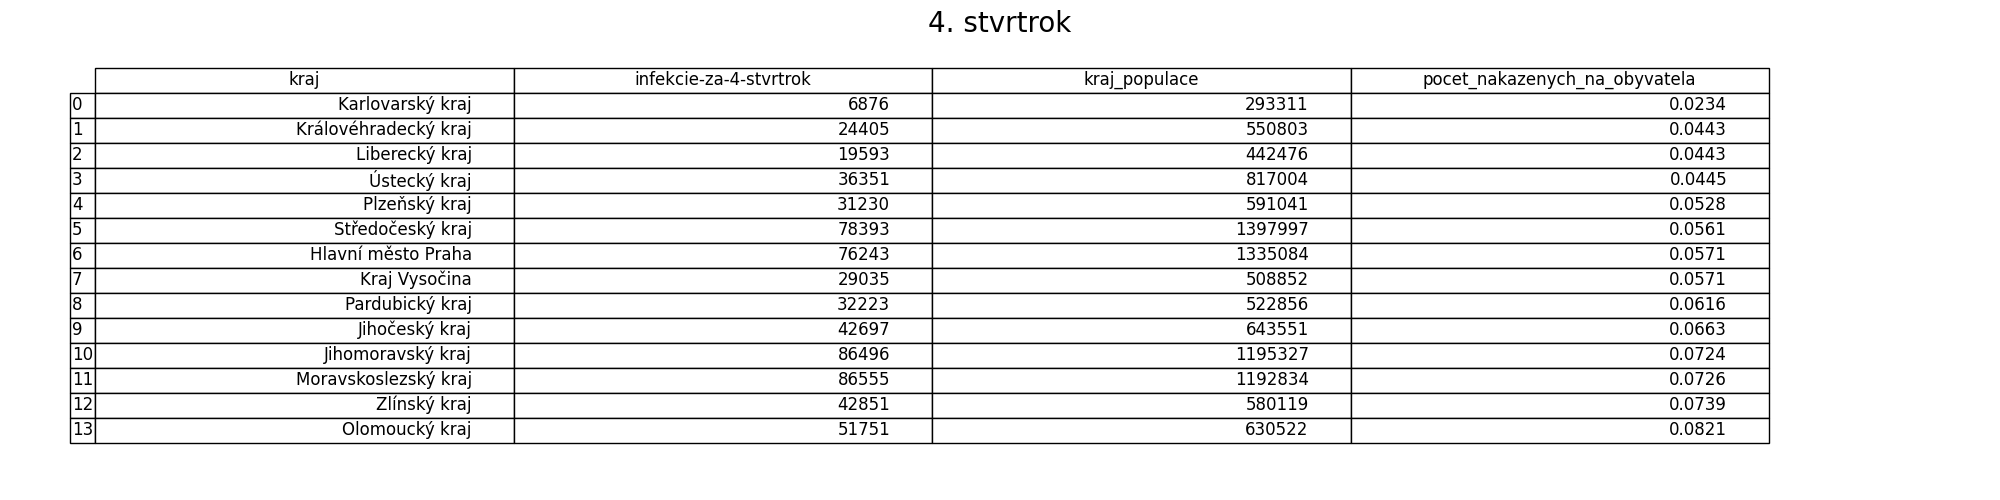 4. stvrtrok
kraj infekcie-za-4-stvrtrok kraj_populace pocet_nakazenych_na_obyvatela
0 Karlovarský kraj 6876 293311 0.0234
1 Královéhradecký kraj 24405 550803 0.0443
2 Liberecký kraj 19593 442476 0.0443
3 Ústecký kraj 36351 817004 0.0445
4 Plzeňský kraj 31230 591041 0.0528
5 Středočeský kraj 78393 1397997 0.0561
6 Hlavní město Praha 76243 1335084 0.0571
7 Kraj Vysočina 29035 508852 0.0571
8 Pardubický kraj 32223 522856 0.0616
9 Jihočeský kraj 42697 643551 0.0663
10 Jihomoravský kraj 86496 1195327 0.0724
11 Moravskoslezský kraj 86555 1192834 0.0726
12 Zlínský kraj 42851 580119 0.0739
13 Olomoucký kraj 51751 630522 0.0821